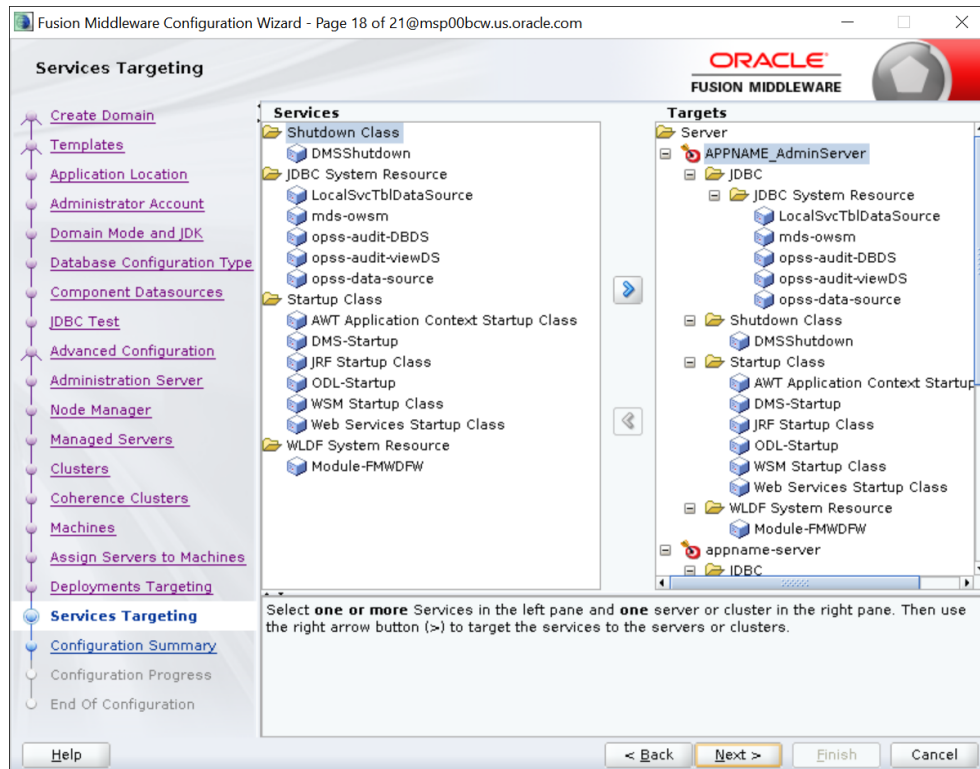 Fusion Middleware Configuration Wizard - Page 18 of 21@msp00bcw.us.oracle.com
Services Targeting
ORACLE
FUSION MIDDLEWARE
Create Domain
Templates
Application Location
Administrator Account
Domain Mode and JDK
Database Configuration Type
Component Datasources
JDBC Test
Advanced Configuration
Administration Server
Node Manager
Managed Servers
Clusters
Coherence Clusters
Machines
Assign Servers to Machines
Deployments Targeting
Services Targeting
Configuration Summary
Configuration Progress
End Of Configuration
Services
Shutdown Class
DMSShutdown
JDBC System Resource
LocalSvcTblDataSource
mds-owsm
opss-audit-DBDS
opss-audit-viewDS
opss-data-source
Startup Class
AWT Application Context Startup Class
DMS-Startup
JRF Startup Class
ODL-Startup
WSM Startup Class
Web Services Startup Class
WLDF System Resource
Module-FMWDFW
Targets
Server
APPNAME_AdminServer
JDBC
JDBC System Resource
LocalSvcTblDataSource
mds-owsm
opss-audit-DBDS
opss-audit-viewDS
opss-data-source
Shutdown Class
DMSShutdown
Startup Class
AWT Application Context Startup
DMS-Startup
JRF Startup Class
ODL-Startup
WSM Startup Class
Web Services Startup Class
WLDF System Resource
Module-FMWDFW
appname-server
JDBC
Select one or more Services in the left pane and one server or cluster in the right pane. Then use
the right arrow button (>) to target the services to the servers or clusters.
Help
< Back
Next >
Finish
Cancel